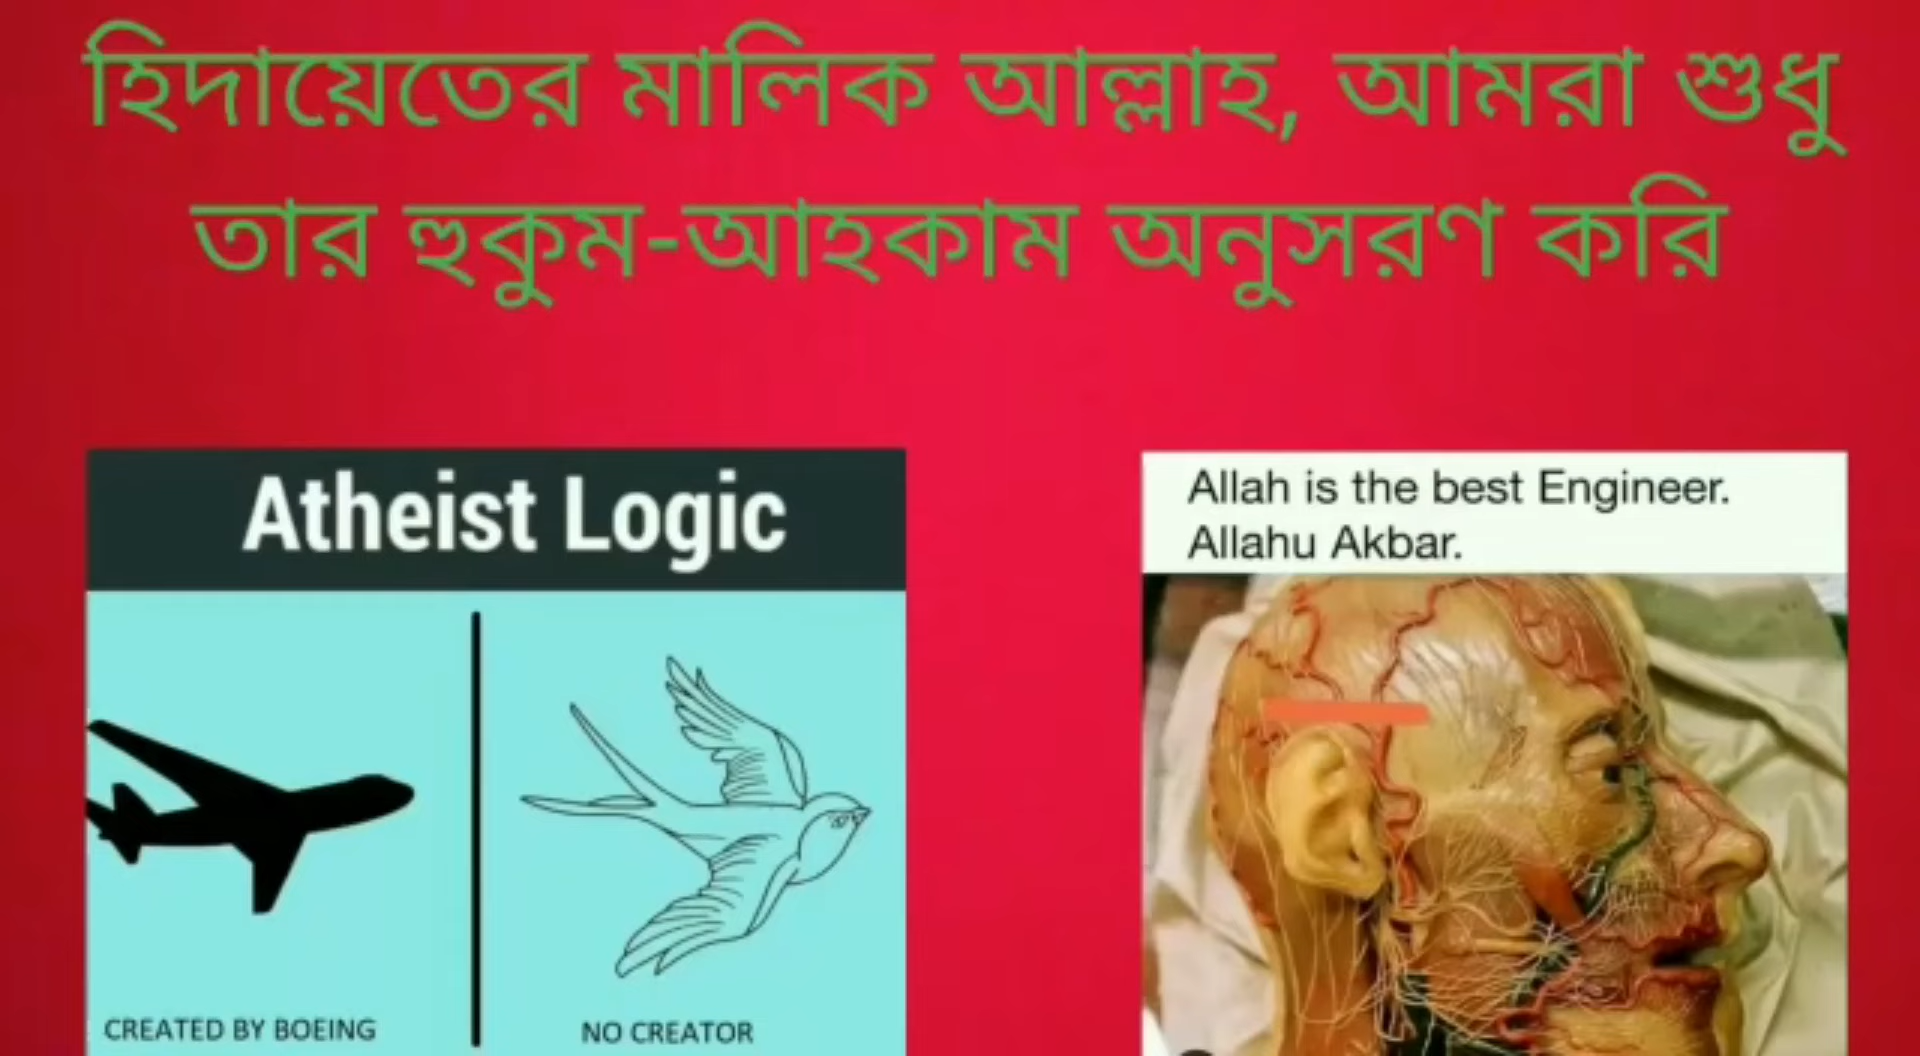 হিদায়েতের মালিক আল্লাহ, আমরা শুধু
তার হুকুম-আহকাম অনুসরণ করি
Atheist Logic
CREATED BY BOEING
NO CREATOR
Allah is the best Engineer.
Allahu Akbar.